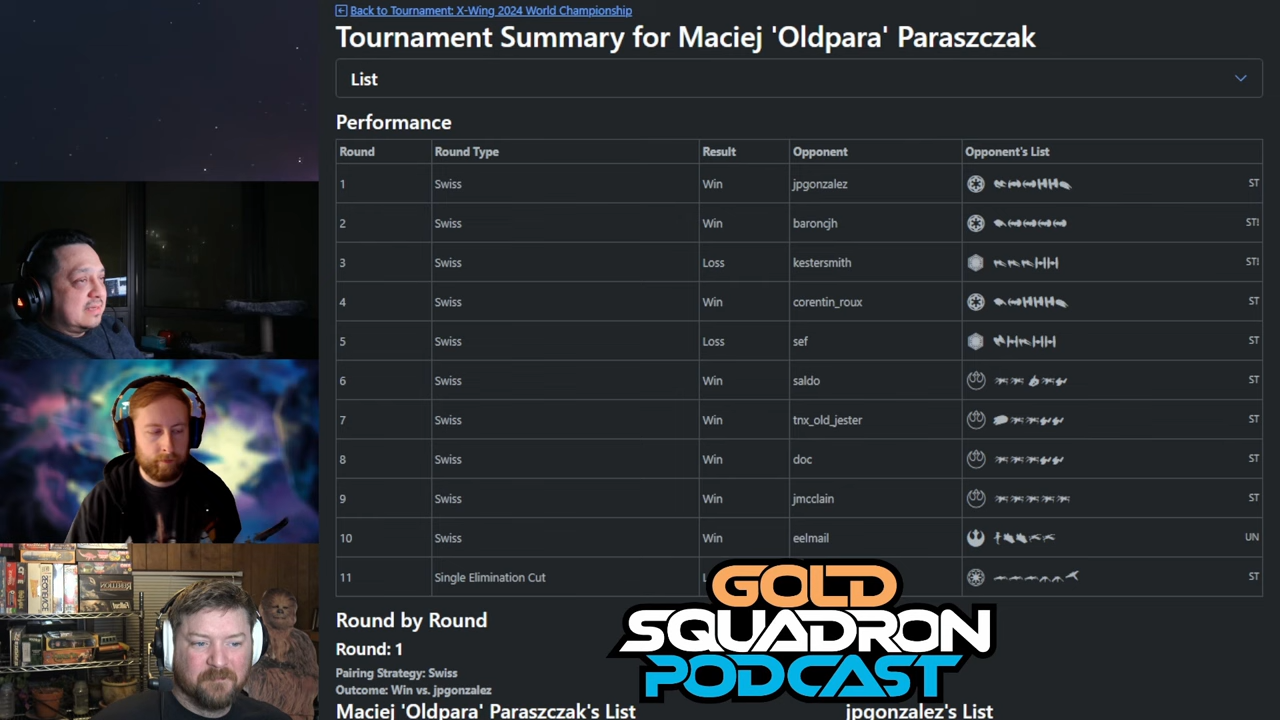 Back to Tournament: X-Wing 2024 World Championship
Tournament Summary for Maciej 'Oldpara' Paraszczak
List
Performance
Round Round Type Result Opponent Opponent's List
1 Swiss Win jpgonzalez ST
2 Swiss Win baroncjh ST!
3 Swiss Loss kestersmith ST!
4 Swiss Win corentin_roux ST
5 Swiss Loss sef ST
6 Swiss Win saldo ST
7 Swiss Win tnx_old_jester ST
8 Swiss Win doc ST
9 Swiss Win jmcclain ST
10 Swiss Win eelmail UN
11 Single Elimination Cut ST
Round by Round
Round: 1
Pairing Strategy: Swiss
Outcome: Win vs. jpgonzalez
Maciej 'Oldpara' Paraszczak's List jpgonzalez's List
GOLD
SQUADRON
PODCAST